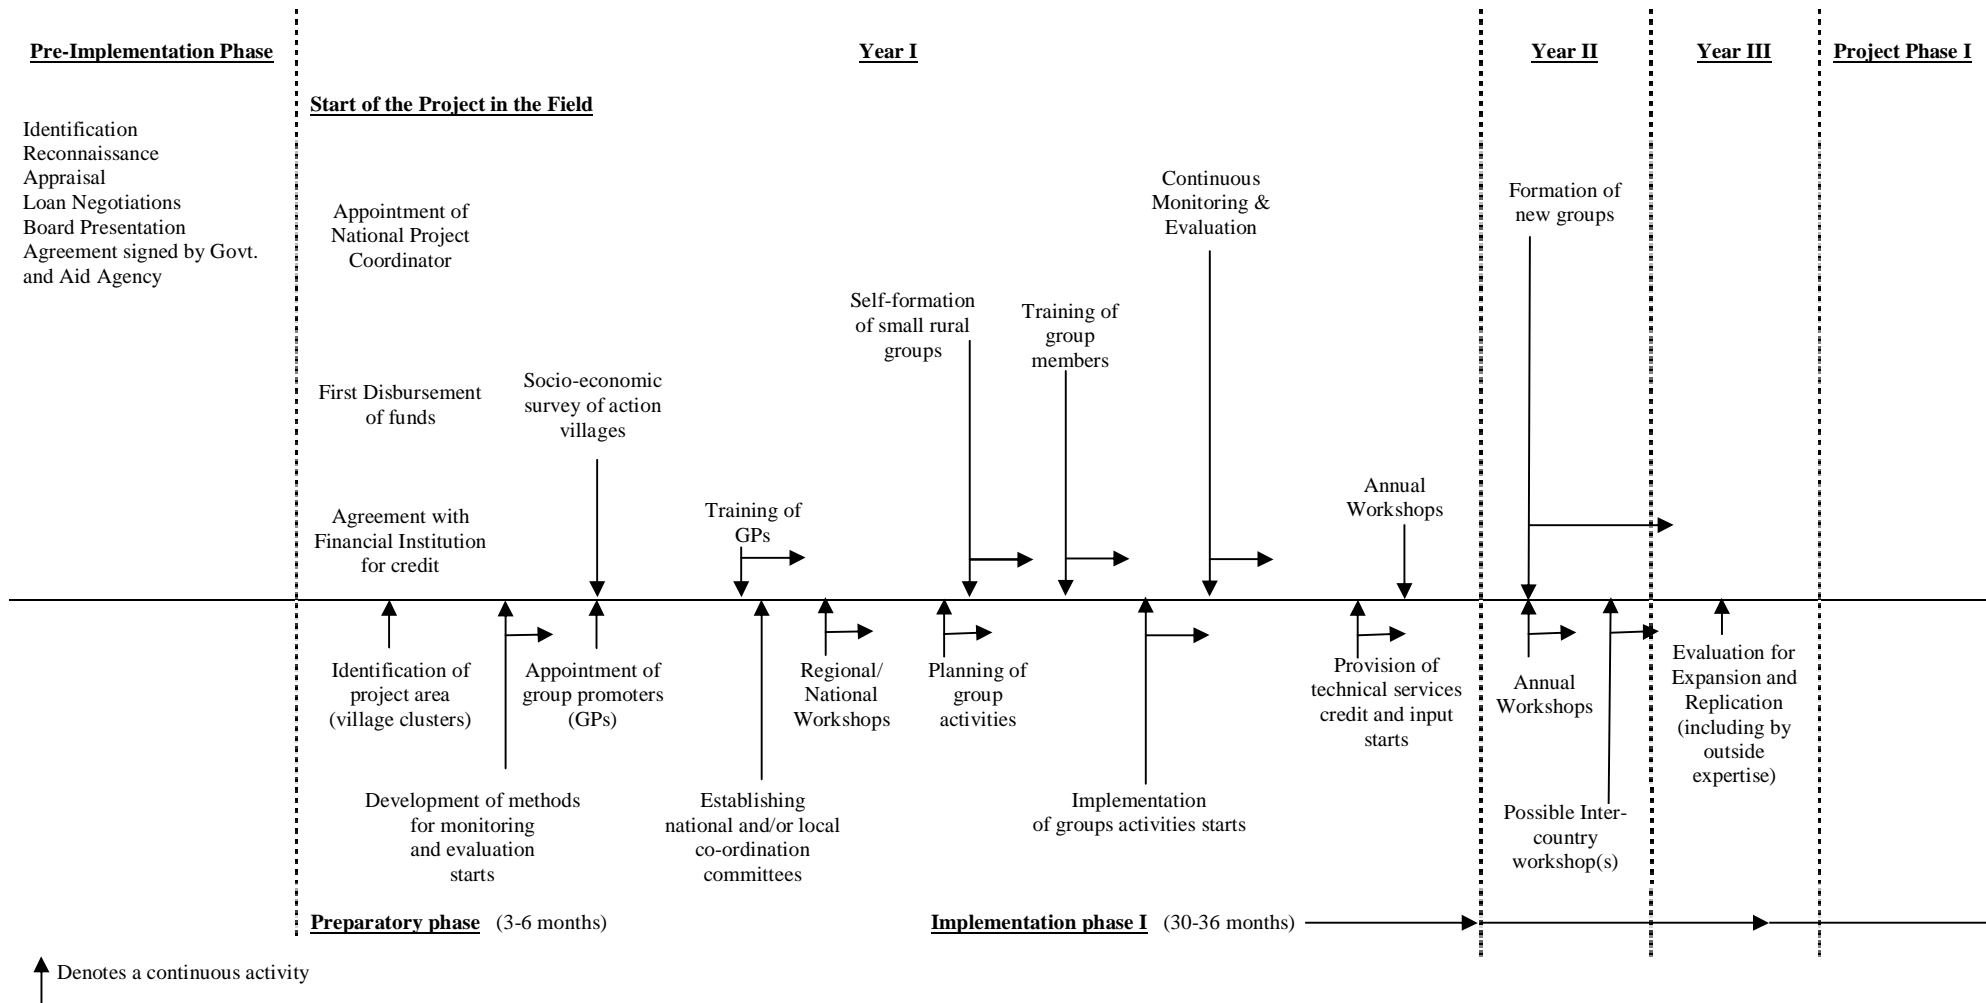 Pre-Implementation Phase
Year I
Year II
Year III
Project Phase I
Start of the Project in the Field
Identification
Reconnaissance
Appraisal
Loan Negotiations
Board Presentation
Agreement signed by Govt.
and Aid Agency
Appointment of
National Project
Coordinator
First Disbursement
of funds
Agreement with
Financial Institution
for credit
Socio-economic
survey of action
villages
Training of
GPs
Self-formation
of small rural
groups
Training of
group
members
Continuous
Monitoring &
Evaluation
Annual
Workshops
Formation of
new groups
Identification of
project area
(village clusters)
Development of methods
for monitoring
and evaluation
starts
Appointment of
group promoters
(GPs)
Establishing
national and/or local
co-ordination
committees
Regional/
National
Workshops
Planning of
group
activities
Implementation
of groups activities starts
Provision of
technical services
credit and input
starts
Annual
Workshops
Possible Inter-
country
workshop(s)
Evaluation for
Expansion and
Replication
(including by
outside
expertise)
Preparatory phase (3-6 months)
Implementation phase I (30-36 months)
Denotes a continuous activity